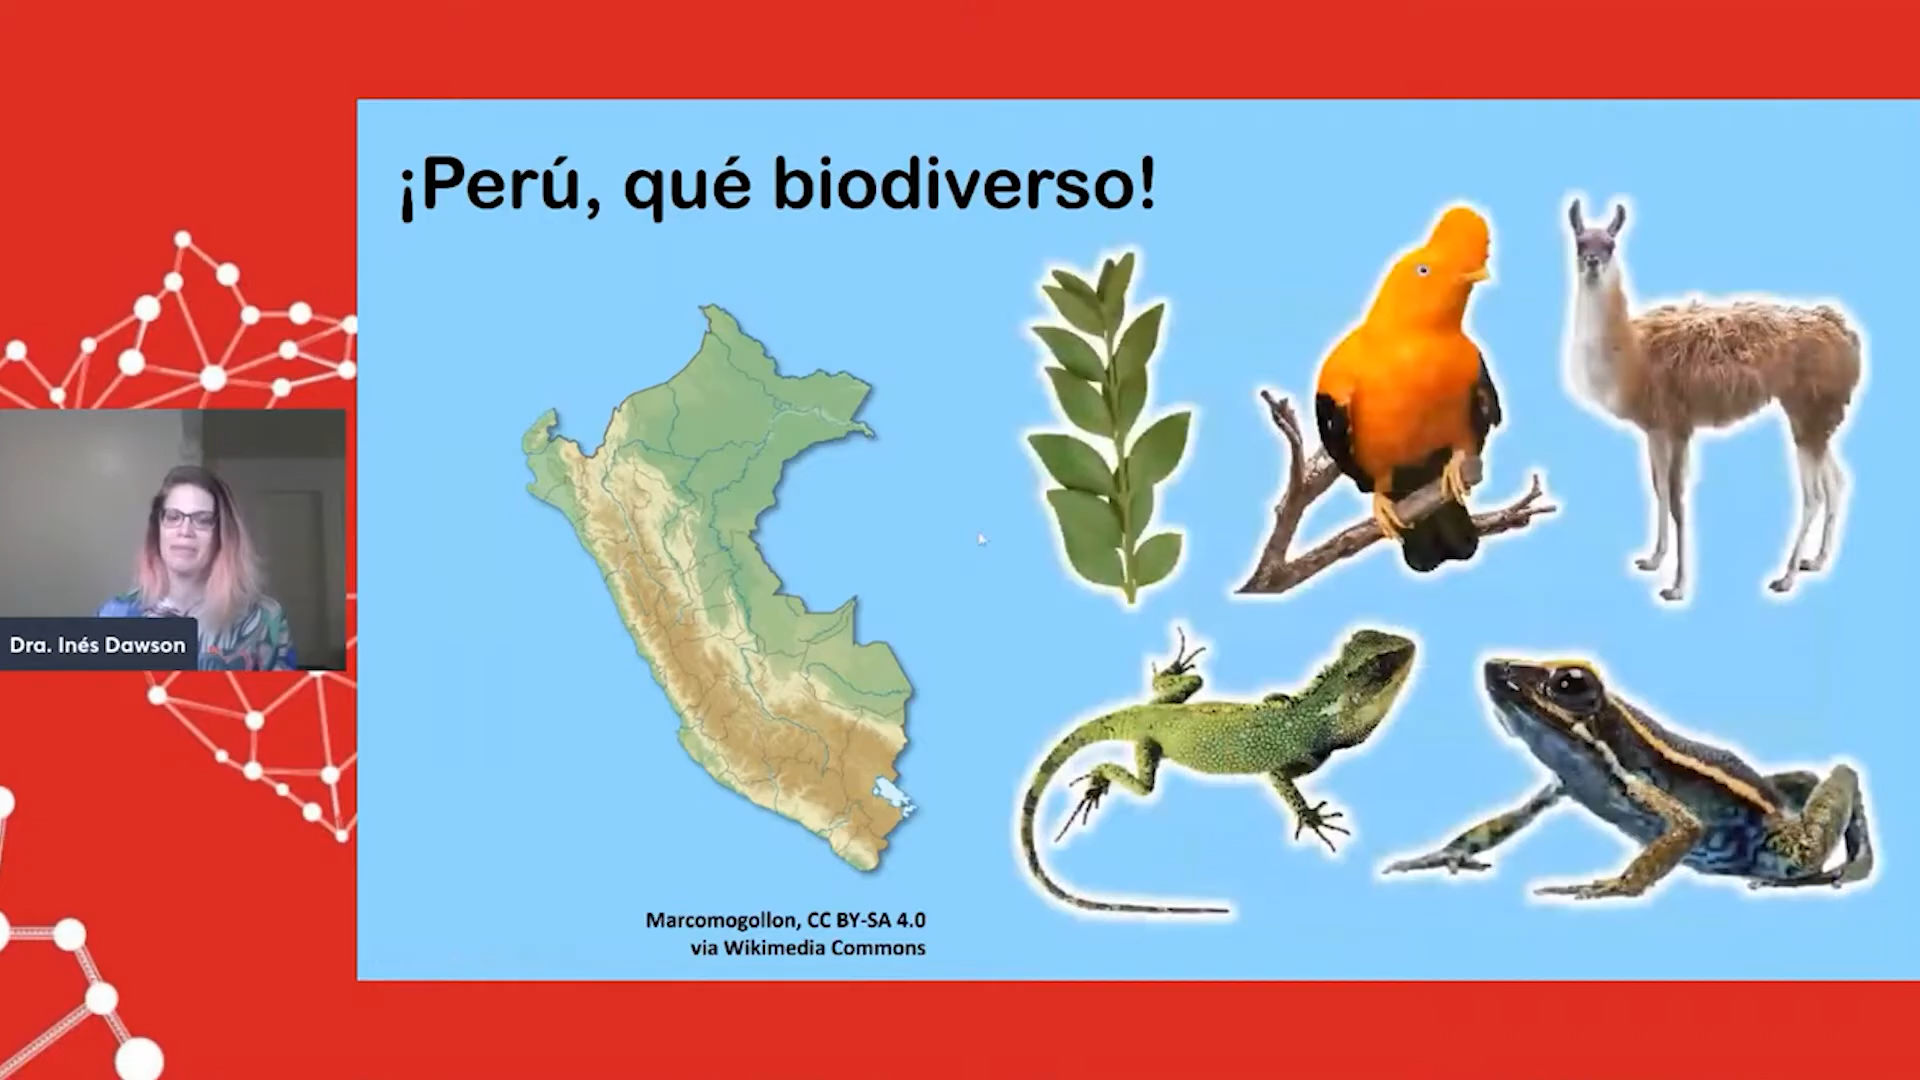 ¡Perú, qué biodiverso!
Dra. Inés Dawson
Marcomogollon, CC BY-SA 4.0
via Wikimedia Commons